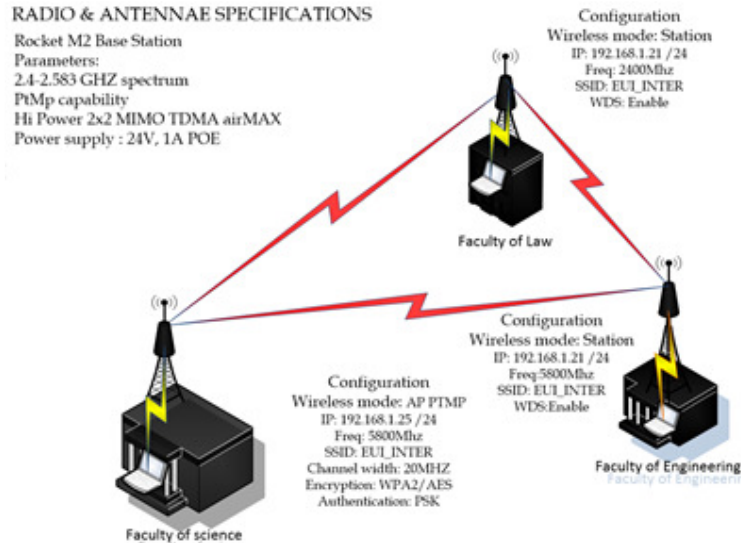 RADIO & ANTENNAE SPECIFICATIONS
Rocket M2 Base Station
Parameters:
2.4-2.583 GHZ spectrum
PtMp capability
Hi Power 2x2 MIMO TDMA airMAX
Power supply : 24V, 1A POE
Configuration
Wireless mode: Station
IP: 192.168.1.21 /24
Freq: 2400Mhz
SSID: EUI_INTER
WDS: Enable
Faculty of Law
Configuration
Wireless mode: Station
IP: 192.168.1.21 /24
Freq:5800Mhz
SSID: EUI_INTER
WDS:Enable
Configuration
Wireless mode: AP PTMP
IP: 192.168.1.25 /24
Freq: 5800Mhz
SSID: EUI_INTER
Channel width: 20MHZ
Encryption: WPA2/AES
Authentication: PSK
Faculty of Engineering
Faculty of Engineering
Faculty of science